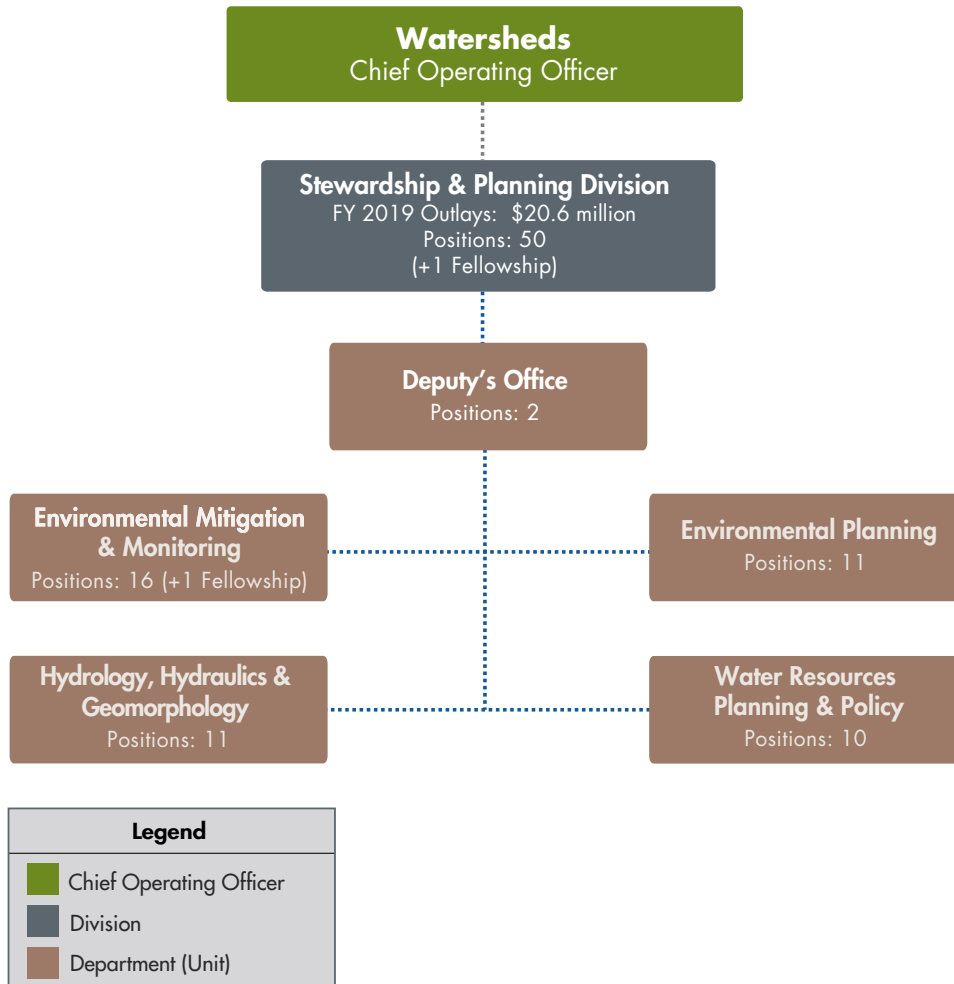 Watersheds
Chief Operating Officer
Stewardship & Planning Division
FY 2019 Outlays: $20.6 million
Positions: 50
(+1 Fellowship)
Deputy’s Office
Positions: 2
Environmental Mitigation
& Monitoring
Positions: 16 (+1 Fellowship)
Environmental Planning
Positions: 11
Hydrology, Hydraulics &
Geomorphology
Positions: 11
Water Resources
Planning & Policy
Positions: 10
Legend
Chief Operating Officer
Division
Department (Unit)